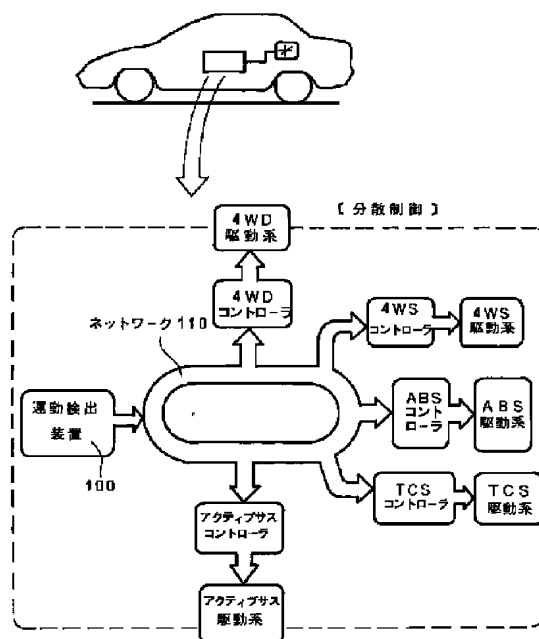 〔分散制御〕
4WD
駆動系
4WD
コントローラ
ネットワーク110
4WS
コントローラ
4WS
駆動系
運動検出
装置
100
ABS
コント
ローラ
ABS
駆動系
TCS
コントローラ
TCS
駆動系
アクティブサス
コントローラ
アクティブサス
駆動系